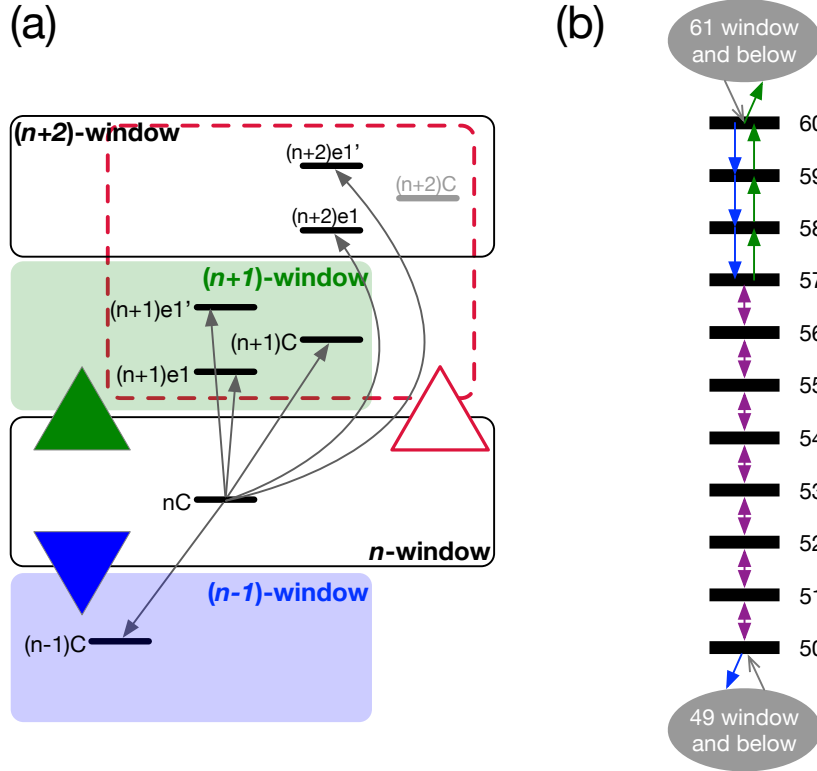 (a)
(n+2)-window
(n+2)e1’
(n+2)C
(n+2)e1
(n+1)-window
(n+1)e1’
(n+1)C
(n+1)e1
nC
n-window
(n-1)-window
(n-1)C
(b)
61 window
and below
60
59
58
57
56
55
54
53
52
51
50
49 window
and below